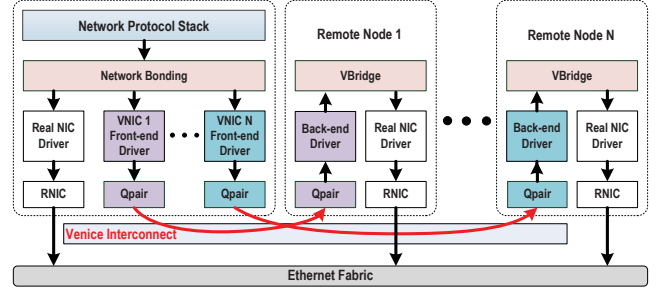 Network Protocol Stack
Network Bonding
Real NIC
Driver
VNIC 1
Front-end
Driver
VNIC N
Front-end
Driver
RNIC
Qpair
Qpair
Remote Node 1
VBridge
Back-end
Driver
Real NIC
Driver
Qpair
RNIC
Remote Node N
VBridge
Back-end
Driver
Real NIC
Driver
Qpair
RNIC
Venice Interconnect
Ethernet Fabric